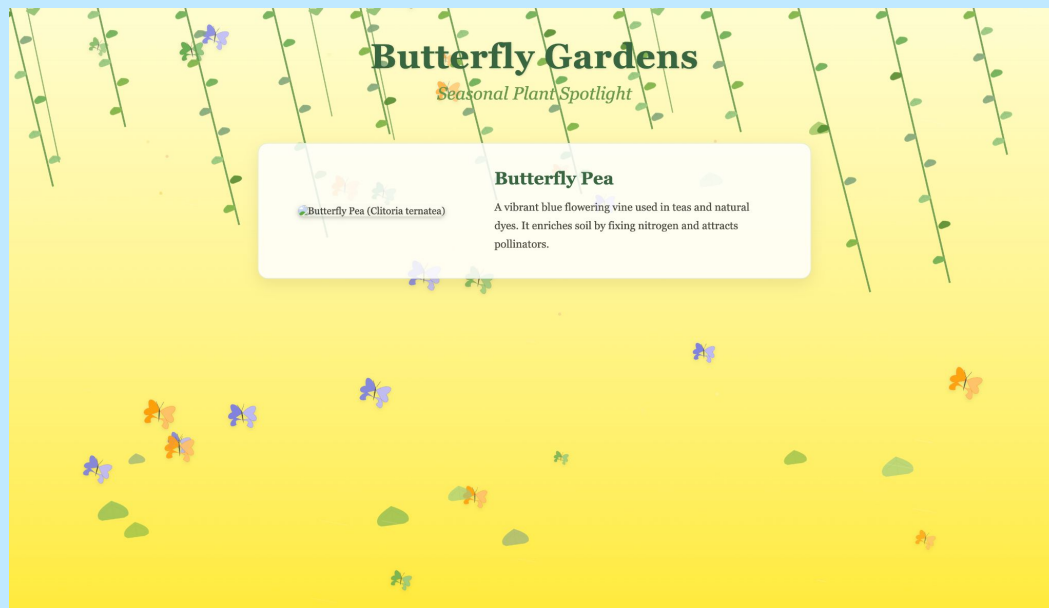 Butterfly Gardens
Seasonal Plant Spotlight
Butterfly Pea (Clitoria ternatea)
Butterfly Pea
A vibrant blue flowering vine used in teas and natural
dyes. It enriches soil by fixing nitrogen and attracts
pollinators.